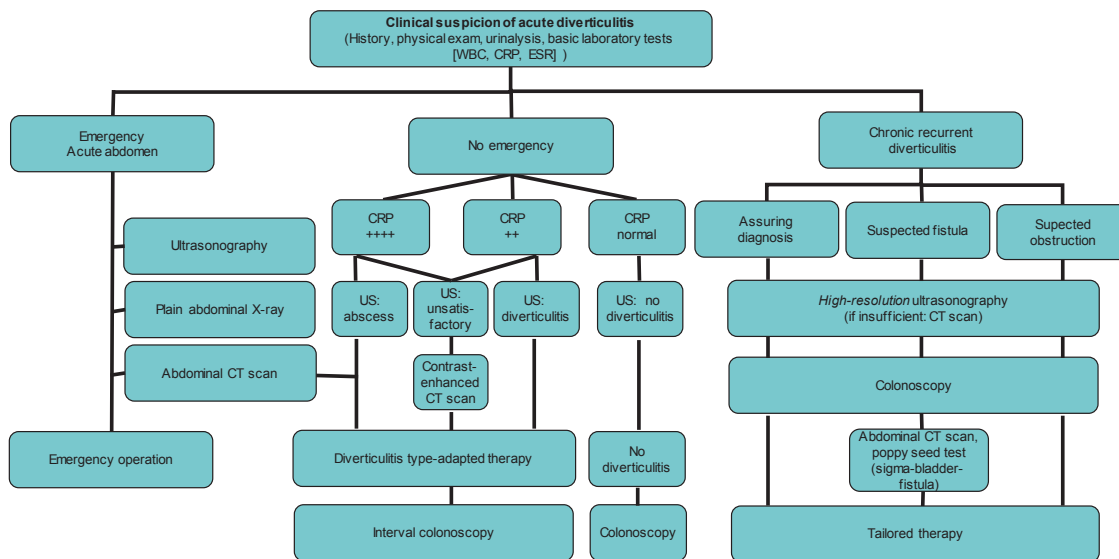 Clinical suspicion of acute diverticulitis
(History, physical exam, urinalysis, basic laboratory tests
[WBC, CRP, ESR] )
Emergency
Acute abdomen
No emergency
Chronic recurrent
diverticulitis
CRP
++++
CRP
++
CRP
normal
Assuring
diagnosis
Suspected fistula
Supected
obstruction
Ultrasonography
Plain abdominal X-ray
Abdominal CT scan
US:
abscess
US:
unsatis-
factory
US:
diverticulitis
US: no
diverticulitis
High-resolution ultrasonography
(if insufficient: CT scan)
Contrast-
enhanced
CT scan
Colonoscopy
Emergency operation
Diverticulitis type-adapted therapy
No
diverticulitis
Abdominal CT scan,
poppy seed test
(sigma-bladder-
fistula)
Interval colonoscopy
Colonoscopy
Tailored therapy